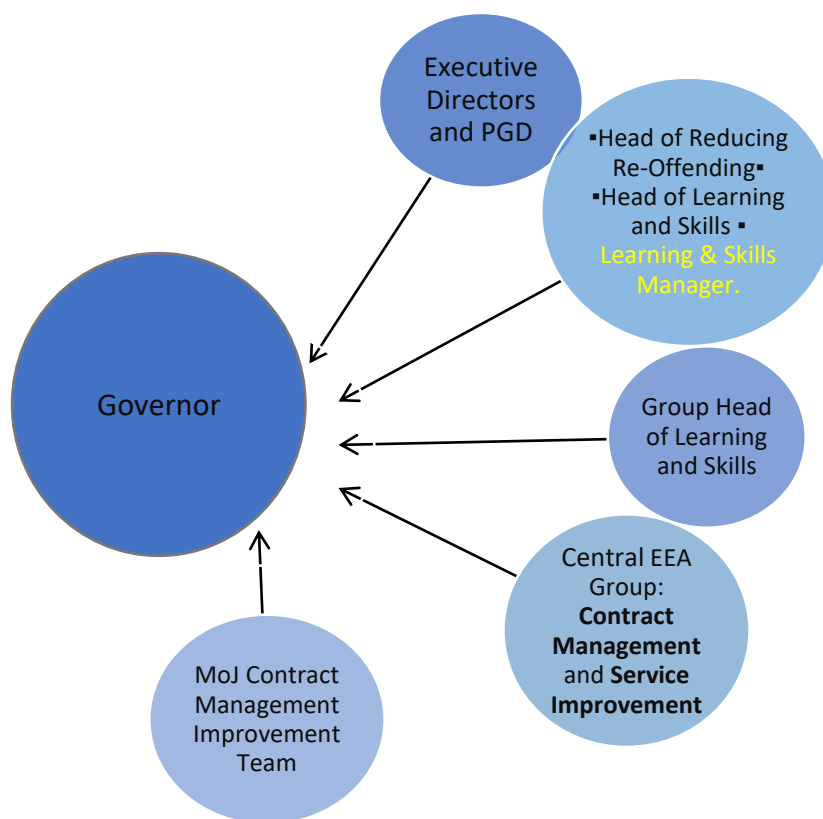 Executive
Directors
and PGD
▪Head of Reducing
Re-Offending▪
▪Head of Learning
and Skills ▪
Learning & Skills
Manager.
Governor
Group Head
of Learning
and Skills
Central EEA
Group:
Contract
Management
and Service
Improvement
MoJ Contract
Management
Improvement
Team